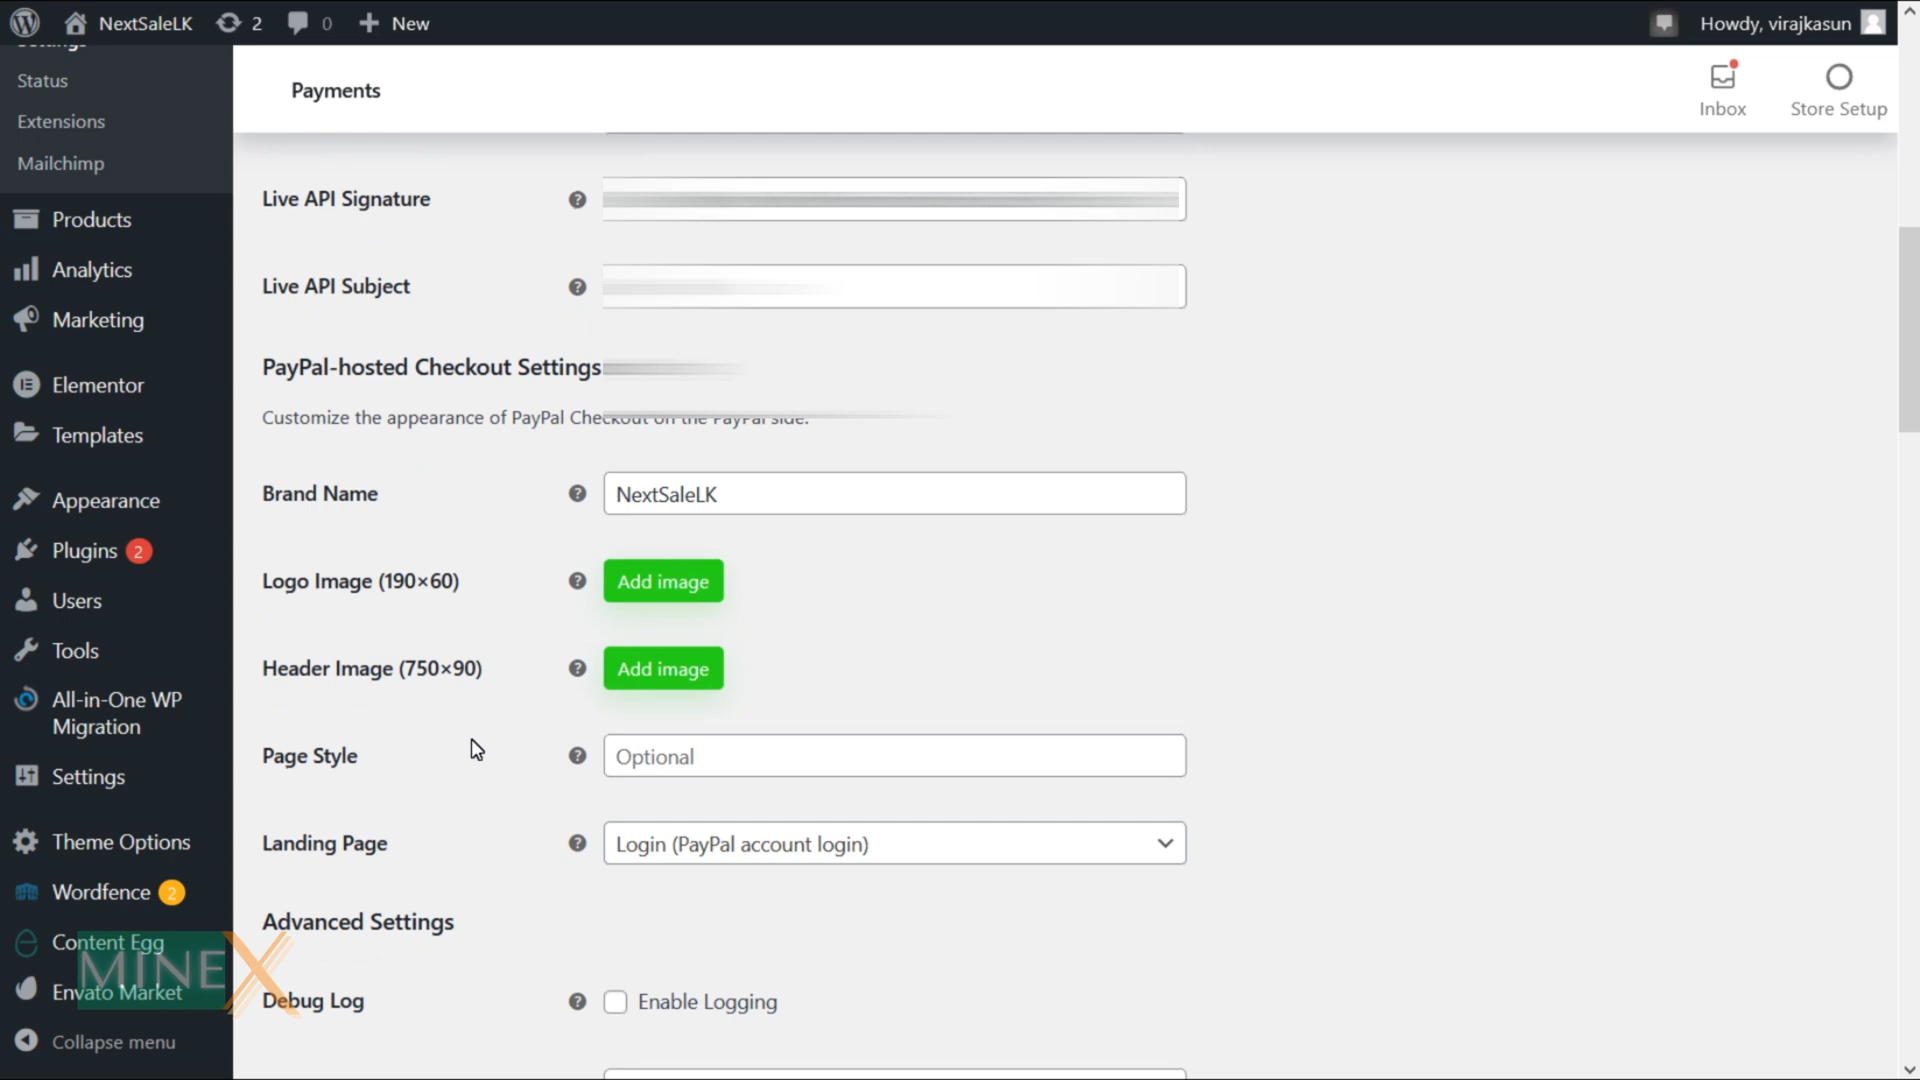 NextSaleLK
2
0
New
Howdy, virajkasun
Settings
Status
Extensions
Mailchimp
Products
Analytics
Marketing
Elementor
Templates
Appearance
Plugins 2
Users
Tools
All-in-One WP
Migration
Settings
Theme Options
Wordfence 2
Content Egg
Envato Market
Collapse menu
MINEX
Payments
Inbox
Store Setup
Live API Signature
Live API Subject
PayPal-hosted Checkout Settings
Customize the appearance of PayPal Checkout on the PayPal side.
Brand Name
NextSaleLK
Logo Image (190×60)
Add image
Header Image (750×90)
Add image
Page Style
Optional
Landing Page
Login (PayPal account login)
Advanced Settings
Debug Log
Enable Logging